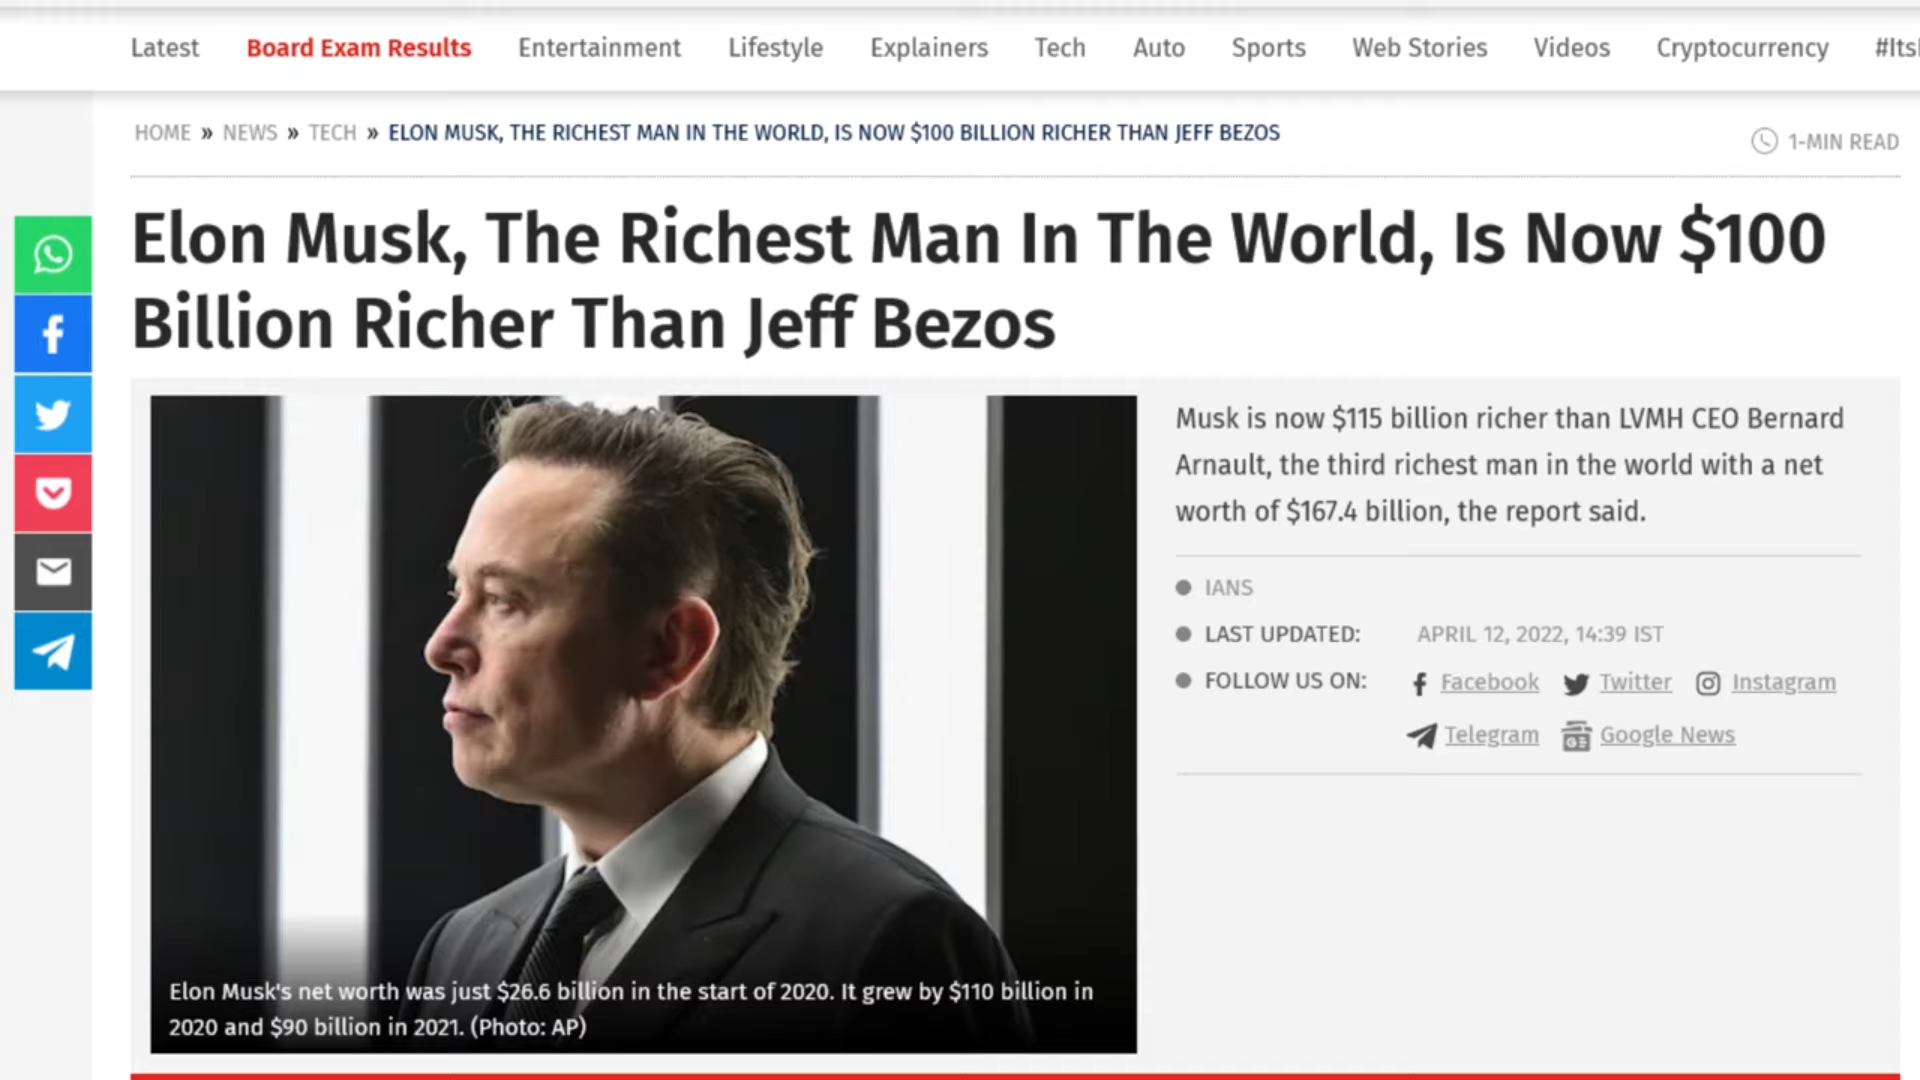 Latest Board Exam Results Entertainment Lifestyle Explainers Tech Auto Sports Web Stories Videos Cryptocurrency #Its
HOME » NEWS » TECH » ELON MUSK, THE RICHEST MAN IN THE WORLD, IS NOW $100 BILLION RICHER THAN JEFF BEZOS
1-MIN READ
Elon Musk, The Richest Man In The World, Is Now $100
Billion Richer Than Jeff Bezos
Musk is now $115 billion richer than LVMH CEO Bernard
Arnault, the third richest man in the world with a net
worth of $167.4 billion, the report said.
IANS
LAST UPDATED: APRIL 12, 2022, 14:39 IST
FOLLOW US ON: Facebook Twitter Instagram
Telegram Google News
Elon Musk's net worth was just $26.6 billion in the start of 2020. It grew by $110 billion in
2020 and $90 billion in 2021. (Photo: AP)